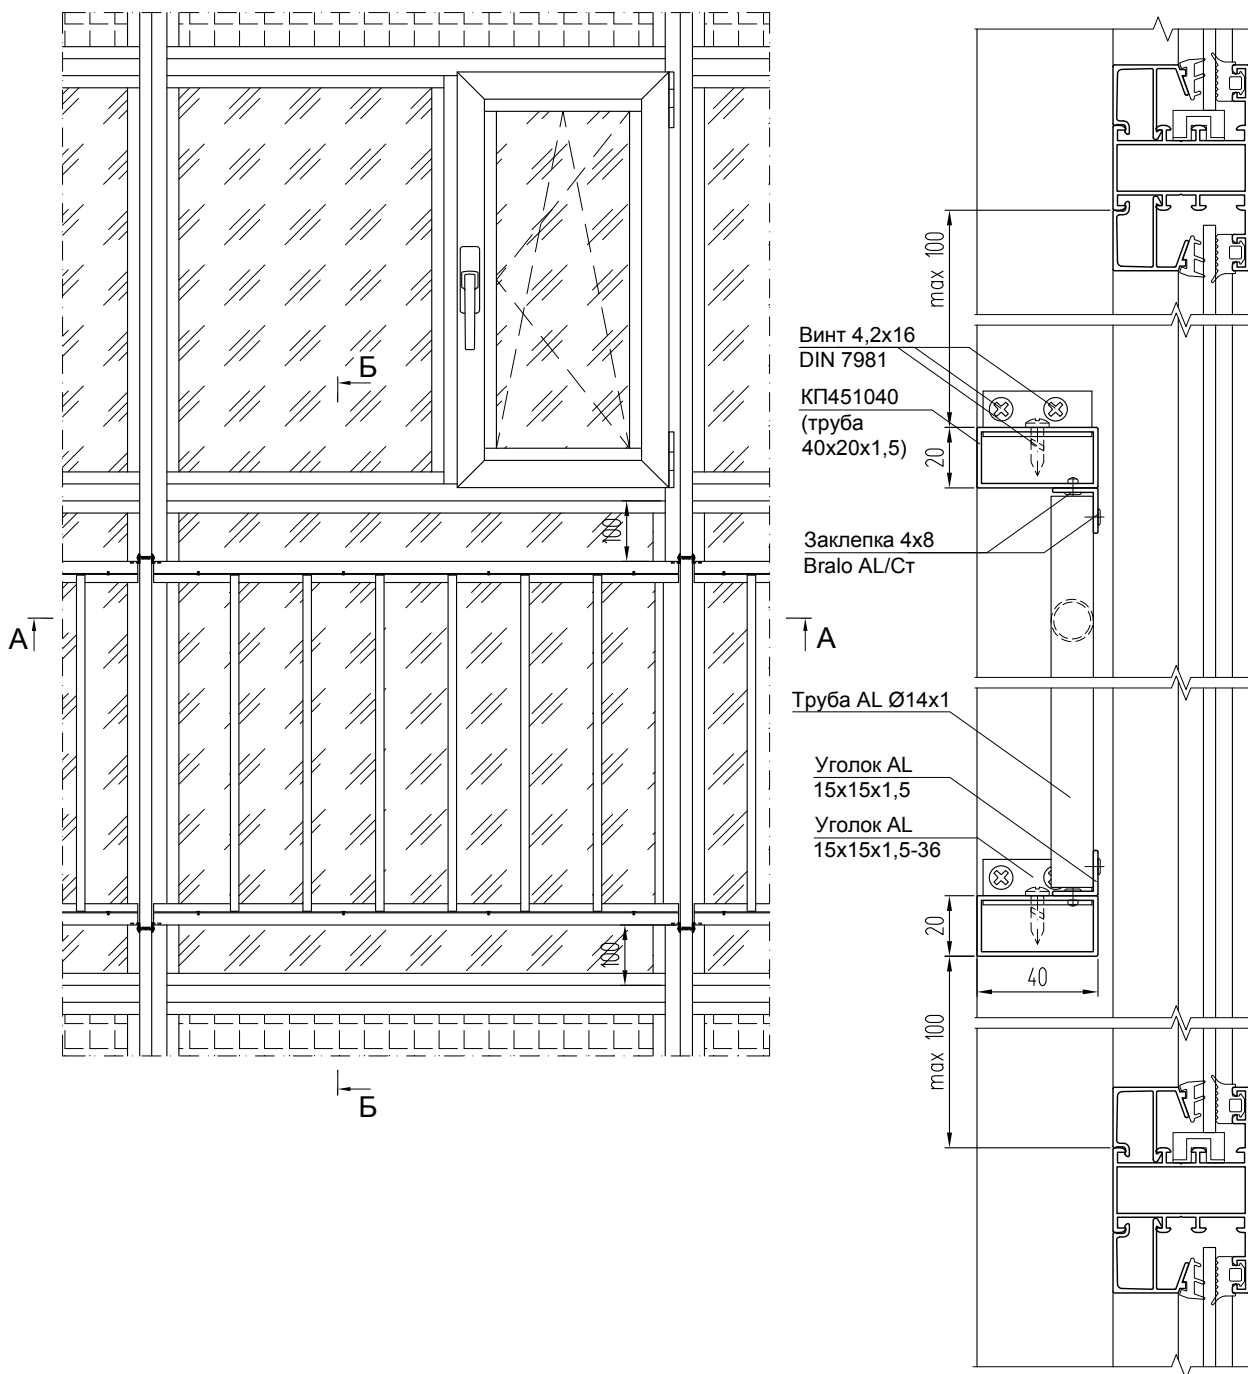 Б
100
А
А
100
Б
max 100
Винт 4,2x16
DIN 7981
КП451040
(труба
40x20x1,5)
20
Заклепка 4x8
Bralo AL/Ст
Труба AL Ø14x1
Уголок AL
15x15x1,5
Уголок AL
15x15x1,5-36
20
40
max 100